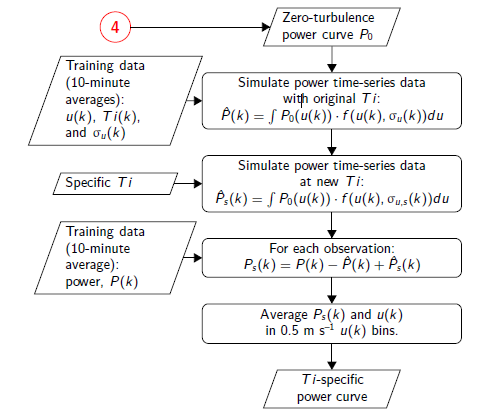 4
Zero-turbulence
power curve P₀
Training data
(10-minute
averages):
u(k), Ti(k),
and σᵤ(k)
Simulate power time-series data
with original Ti:
P̂(k) = ∫ P₀(u(k)) · f(u(k), σᵤ(k))du
Specific Ti
Simulate power time-series data
at new Ti:
P̂ₛ(k) = ∫ P₀(u(k)) · f(u(k), σᵤ,ₛ(k))du
Training data
(10-minute
average):
power, P(k)
For each observation:
Pₛ(k) = P(k) − P̂(k) + P̂ₛ(k)
Average Pₛ(k) and u(k)
in 0.5 m s⁻¹ u(k) bins.
Ti-specific
power curve